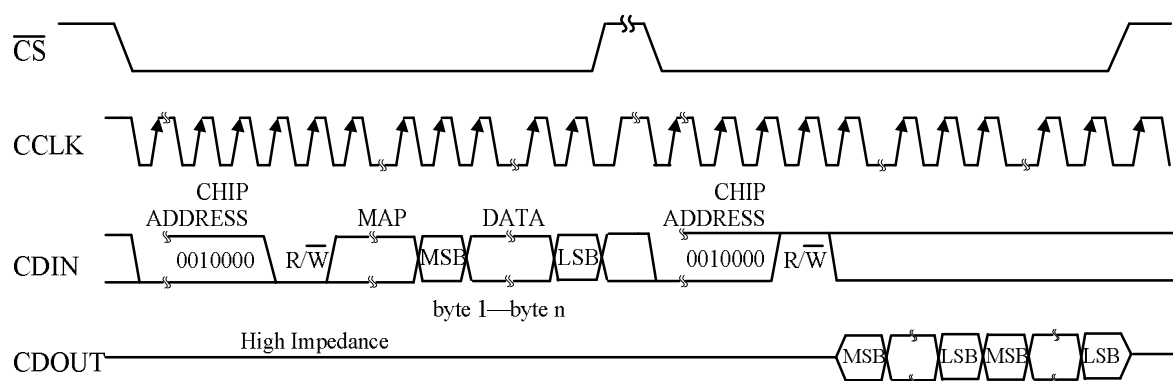 CS
CCLK
CHIP
ADDRESS
MAP
DATA
CHIP
ADDRESS
CDIN
0010000
R/W
MSB
LSB
0010000
R/W
byte 1—byte n
High Impedance
CDOUT
MSB
LSB
MSB
LSB